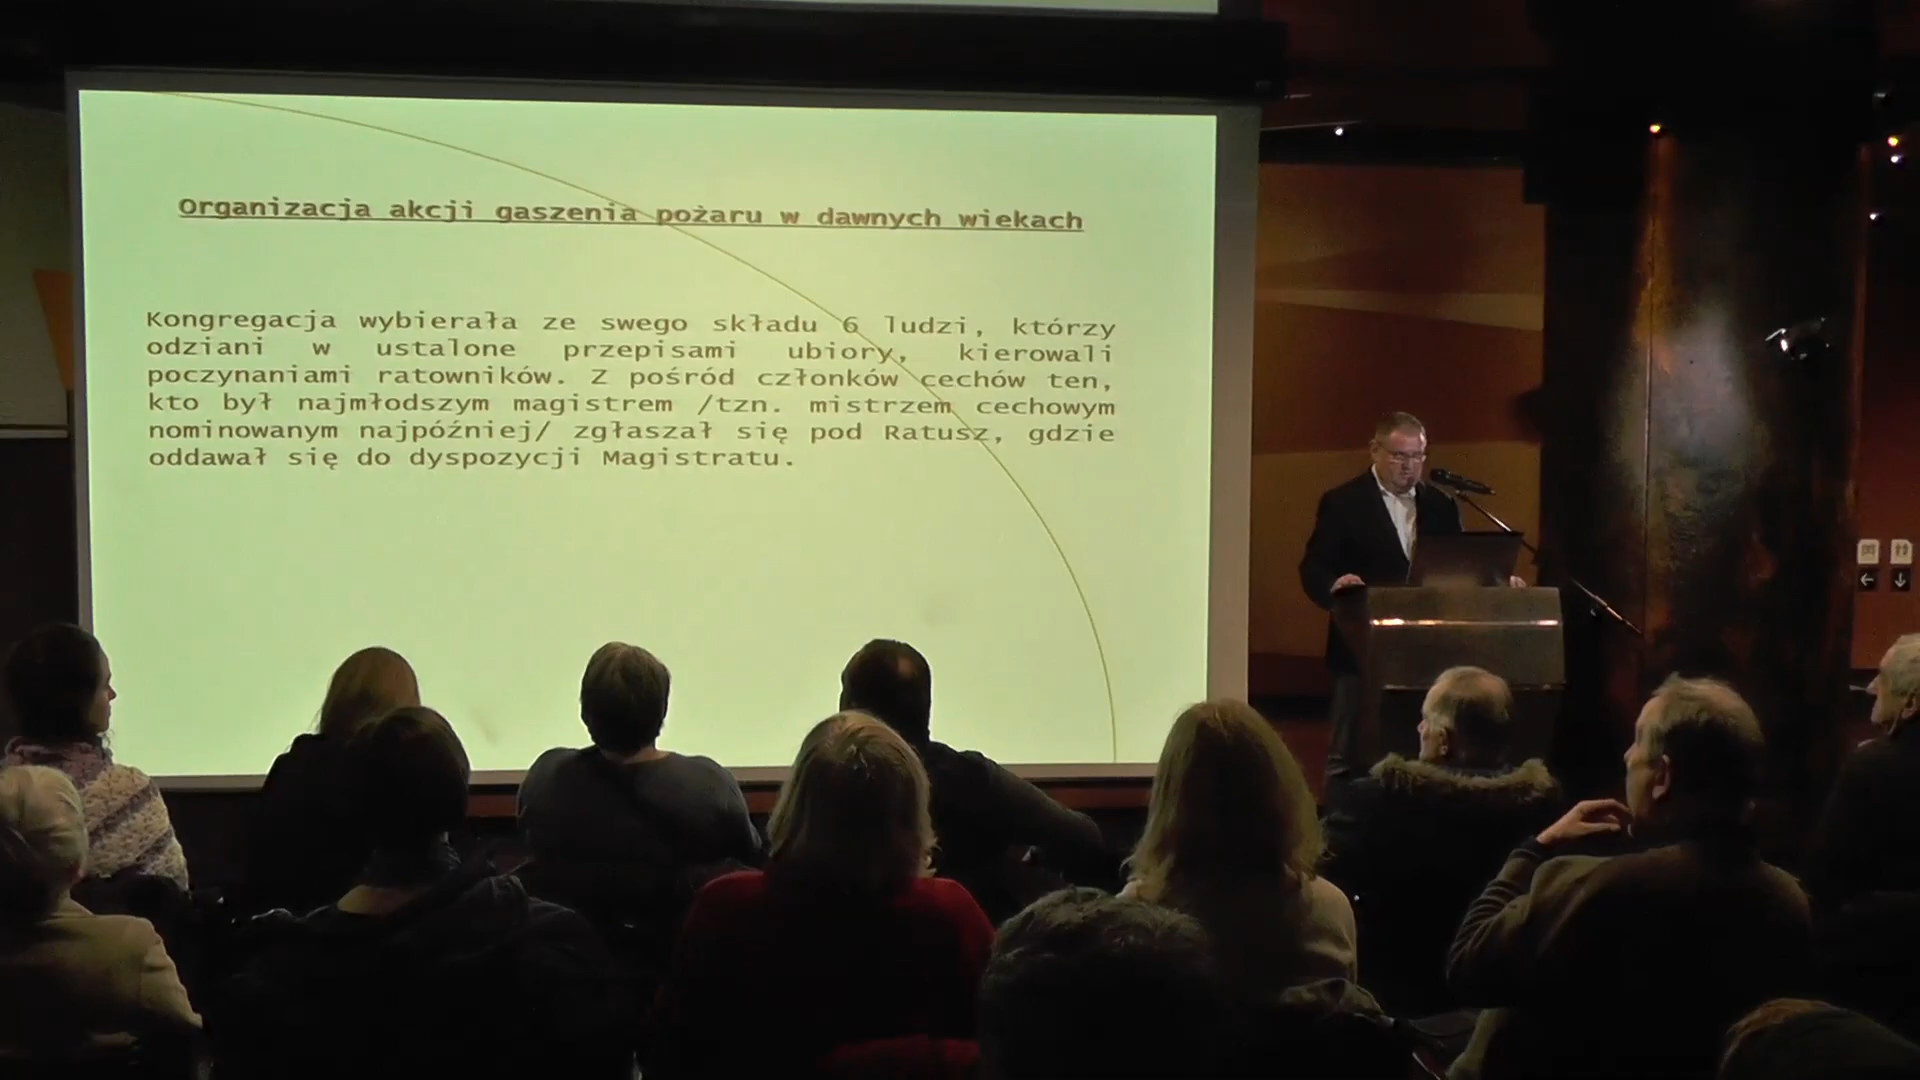 Organizacja akcji gaszenia pożaru w dawnych wiekach
Kongregacja wybierała ze swego składu 6 ludzi, którzy
odziani w ustalone przepisami ubiory, kierowali
poczynaniami ratowników. Z pośród członków cechów ten,
kto był najmłodszym magistrem /tzn. mistrzem cechowym
nominowanym najpóźniej/ zgłaszał się pod Ratusz, gdzie
oddawał się do dyspozycji Magistratu.